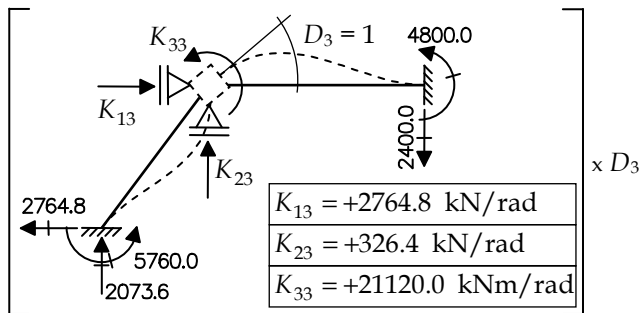 K33
D3 = 1
4800.0
K13
2400.0
x D3
K23
2764.8
5760.0
2073.6
K13 = +2764.8 kN/rad
K23 = +326.4 kN/rad
K33 = +21120.0 kNm/rad